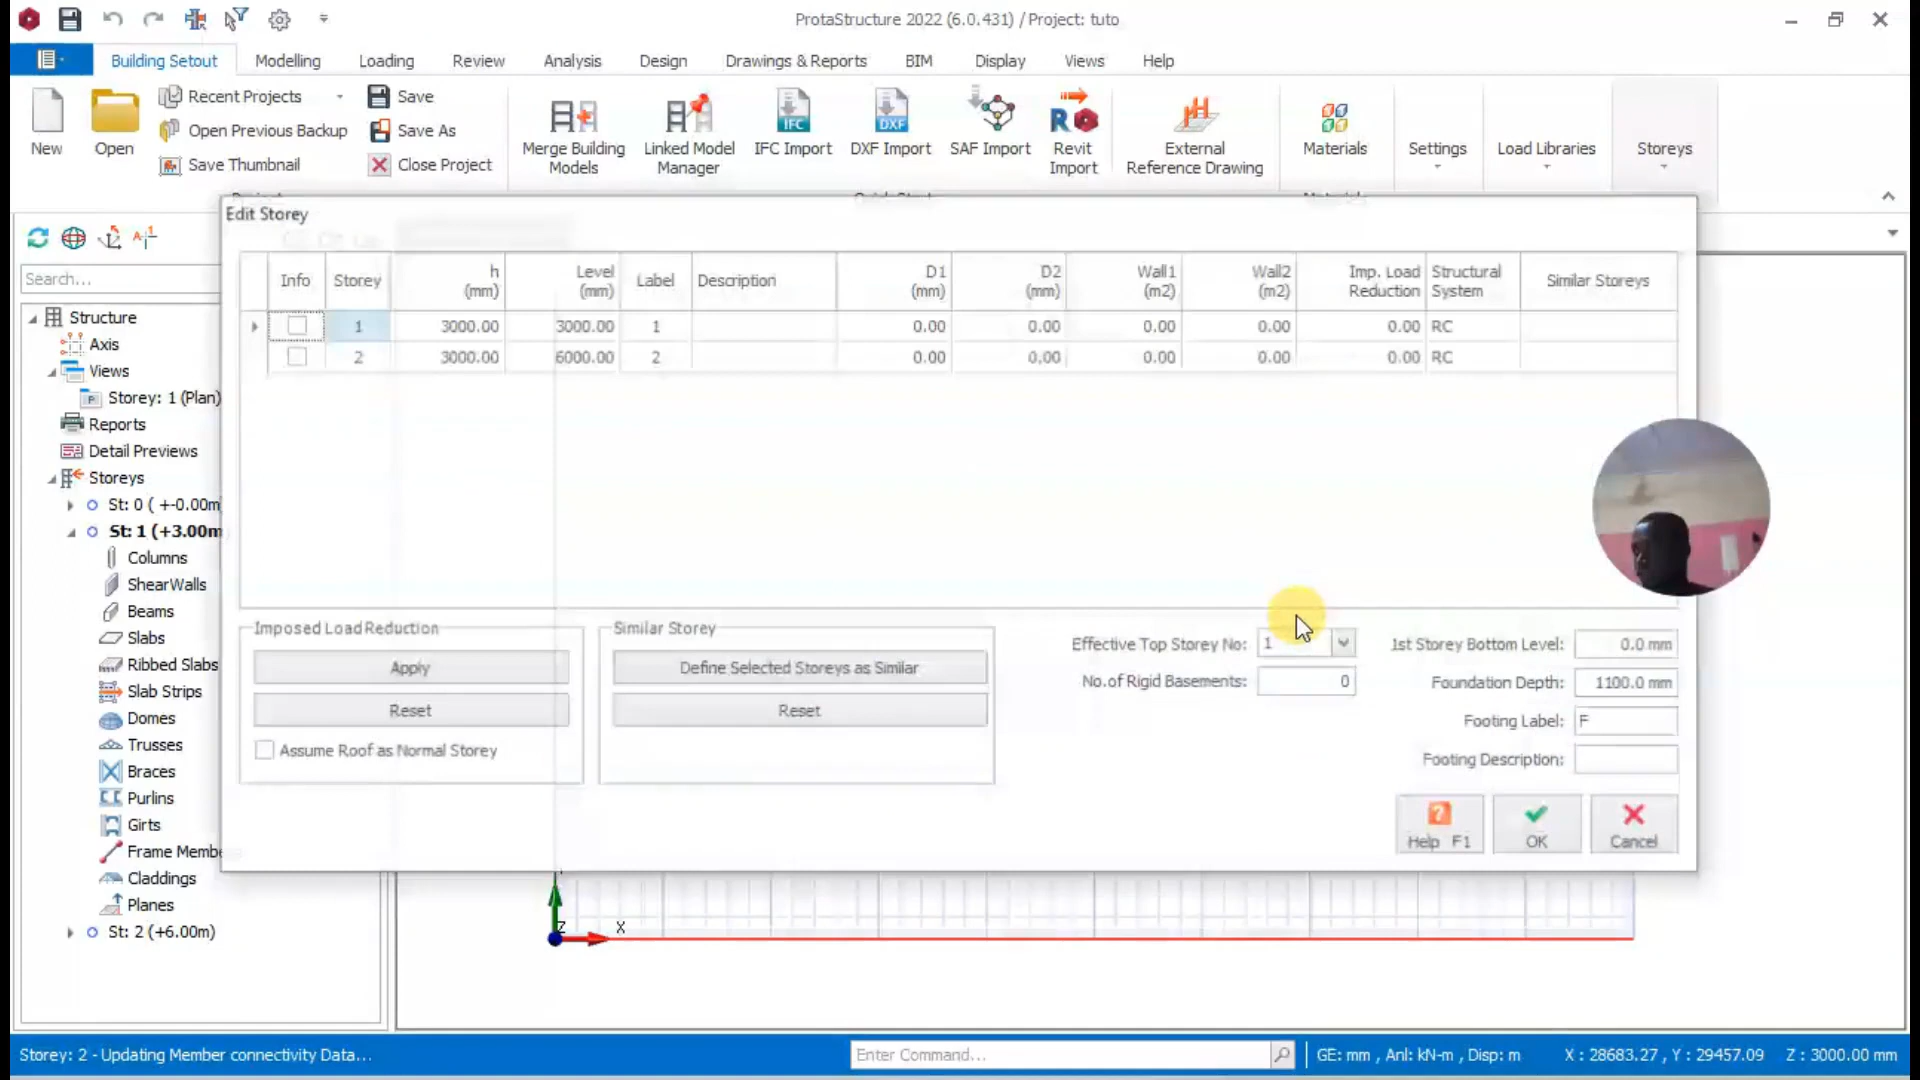 ProtaStructure 2022 (6.0.431) / Project: tuto
Building Setout Modelling Loading Review Analysis Design Drawings & Reports BIM Display Views Help
New
Open
Recent Projects
Open Previous Backup
Save Thumbnail
Save
Save As
Close Project
Merge Building
Models
Linked Model
Manager
IFC
IFC Import
DXF
DXF Import
SAF Import
R
Revit
Import
External
Reference Drawing
Materials
Settings
Load Libraries
Storeys
Edit Storey
Search...
Structure
Axis
Views
Storey: 1 (Plan)
Reports
Detail Previews
Storeys
St: 0 ( +-0.00m
St: 1 (+3.00m
Columns
ShearWalls
Beams
Slabs
Ribbed Slabs
Slab Strips
Domes
Trusses
Braces
Purlins
Girts
Frame Memb
Claddings
Planes
St: 2 (+6.00m)
Info Storey h (mm) Level (mm) Label Description D1 (mm) D2 (mm) Wall1 (m2) Wall2 (m2) Imp. Load Reduction Structural System Similar Storeys
1 3000.00 3000.00 1 0.00 0.00 0.00 0.00 0.00 RC
2 3000.00 6000.00 2 0.00 0.00 0.00 0.00 0.00 RC
Imposed Load Reduction
Apply
Reset
Assume Roof as Normal Storey
Similar Storey
Define Selected Storeys as Similar
Reset
Effective Top Storey No: 1
No.of Rigid Basements: 0
1st Storey Bottom Level: 0.0 mm
Foundation Depth: 1100.0 mm
Footing Label: F
Footing Description:
Help F1
OK
Cancel
Z
X
Storey: 2 - Updating Member connectivity Data...
Enter Command...
GE: mm , Anl: kN-m , Disp: m
X : 28683.27 , Y : 29457.09 Z : 3000.00 mm